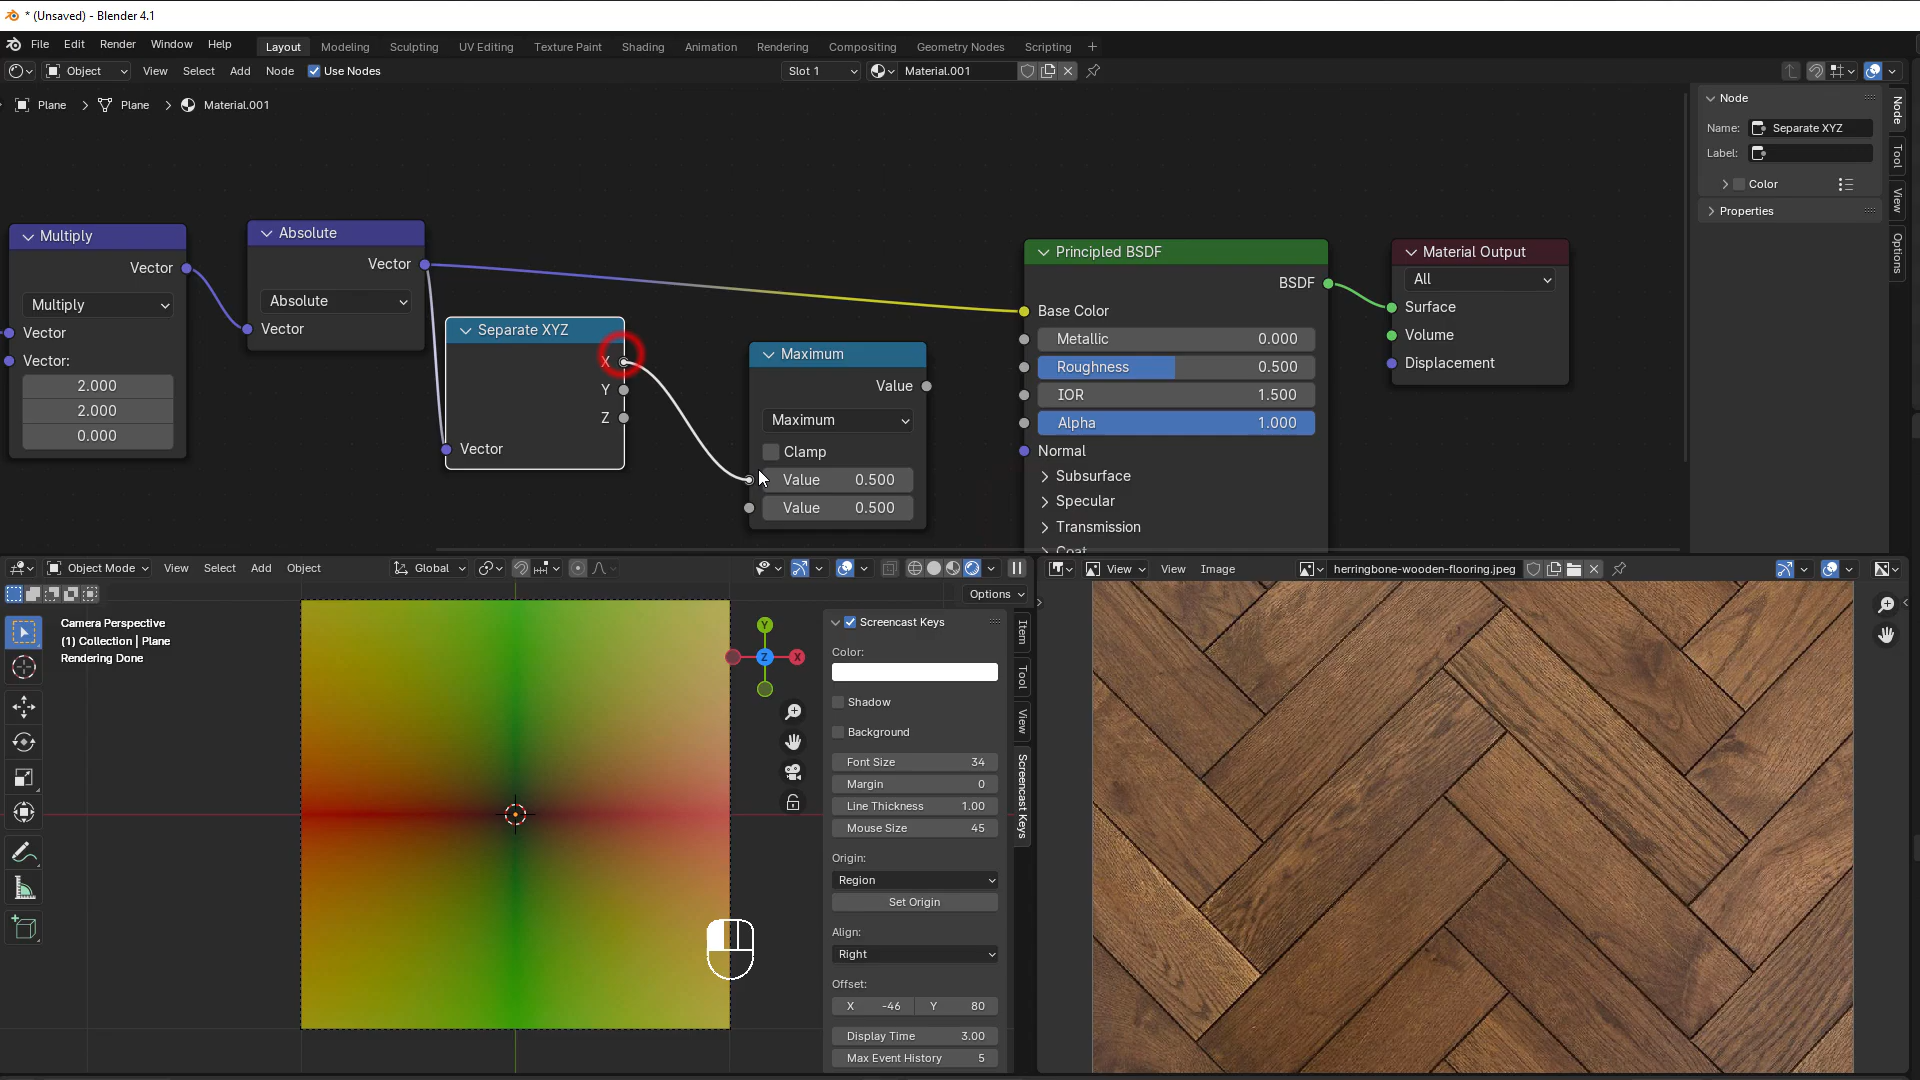 * (Unsaved) - Blender 4.1
File Edit Render Window Help Layout Modeling Sculpting UV Editing Texture Paint Shading Animation Rendering Compositing Geometry Nodes Scripting +
Object View Select Add Node Use Nodes Slot 1 Material.001
Plane > Plane > Material.001
Node
Name: Separate XYZ
Label:
Color
Properties
Node
Tool
View
Options
Multiply
Vector
Multiply
Vector
Vector:
2.000
2.000
0.000
Absolute
Vector
Absolute
Vector
Separate XYZ
X
Y
Z
Vector
Maximum
Value
Maximum
Clamp
Value 0.500
Value 0.500
Principled BSDF
BSDF
Base Color
Metallic 0.000
Roughness 0.500
IOR 1.500
Alpha 1.000
Normal
Subsurface
Specular
Transmission
Coat
Material Output
All
Surface
Volume
Displacement
Object Mode View Select Add Object Global
Options
Camera Perspective
(1) Collection | Plane
Rendering Done
Y
Z
X
Screencast Keys
Color:
Shadow
Background
Font Size 34
Margin 0
Line Thickness 1.00
Mouse Size 45
Origin:
Region
Set Origin
Align:
Right
Offset:
X -46 Y 80
Display Time 3.00
Max Event History 5
Item
Tool
View
Screencast Keys
View View Image herringbone-wooden-flooring.jpeg